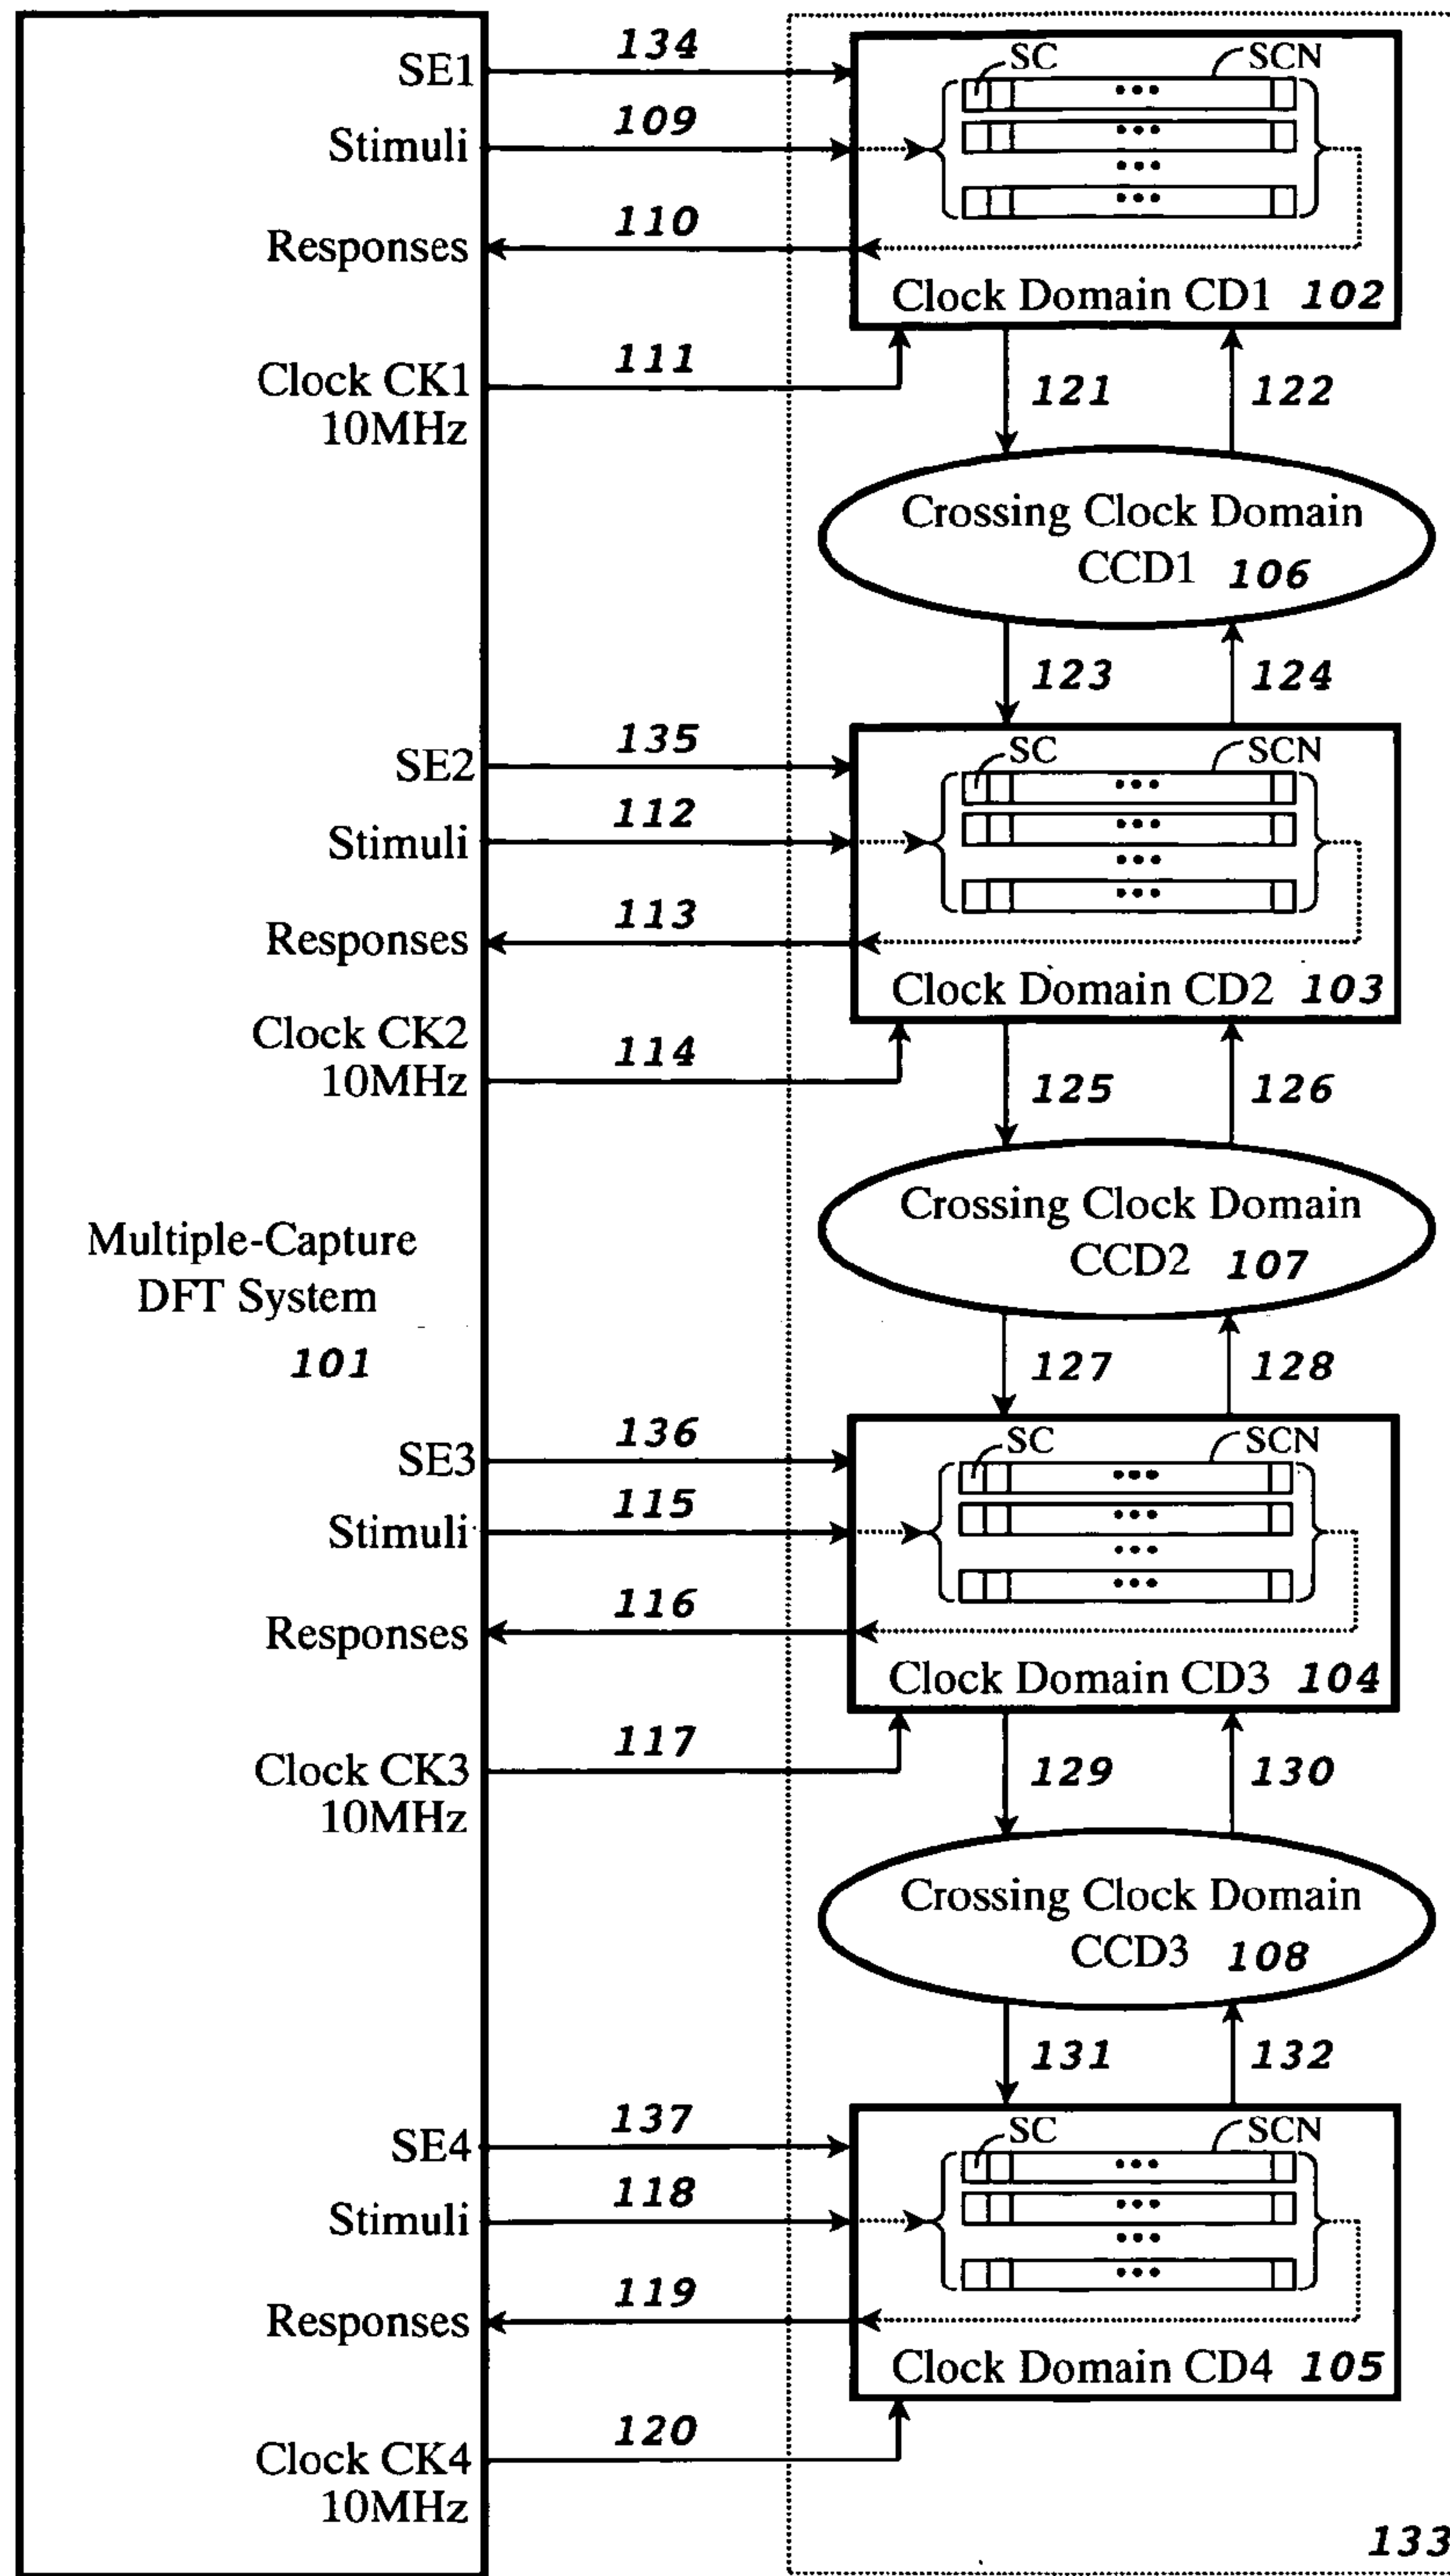 SE1 134 SC SCN
Stimuli 109
Responses 110
Clock Domain CD1 102
Clock CK1 111
10MHz
121 122
Crossing Clock Domain
CCD1 106
123 124
SE2 135 SC SCN
Stimuli 112
Responses 113
Clock Domain CD2 103
Clock CK2 114
10MHz
125 126
Crossing Clock Domain
CCD2 107
Multiple-Capture
DFT System
101
127 128
SE3 136 SC SCN
Stimuli 115
Responses 116
Clock Domain CD3 104
Clock CK3 117
10MHz
129 130
Crossing Clock Domain
CCD3 108
131 132
SE4 137 SC SCN
Stimuli 118
Responses 119
Clock Domain CD4 105
Clock CK4 120
10MHz
133